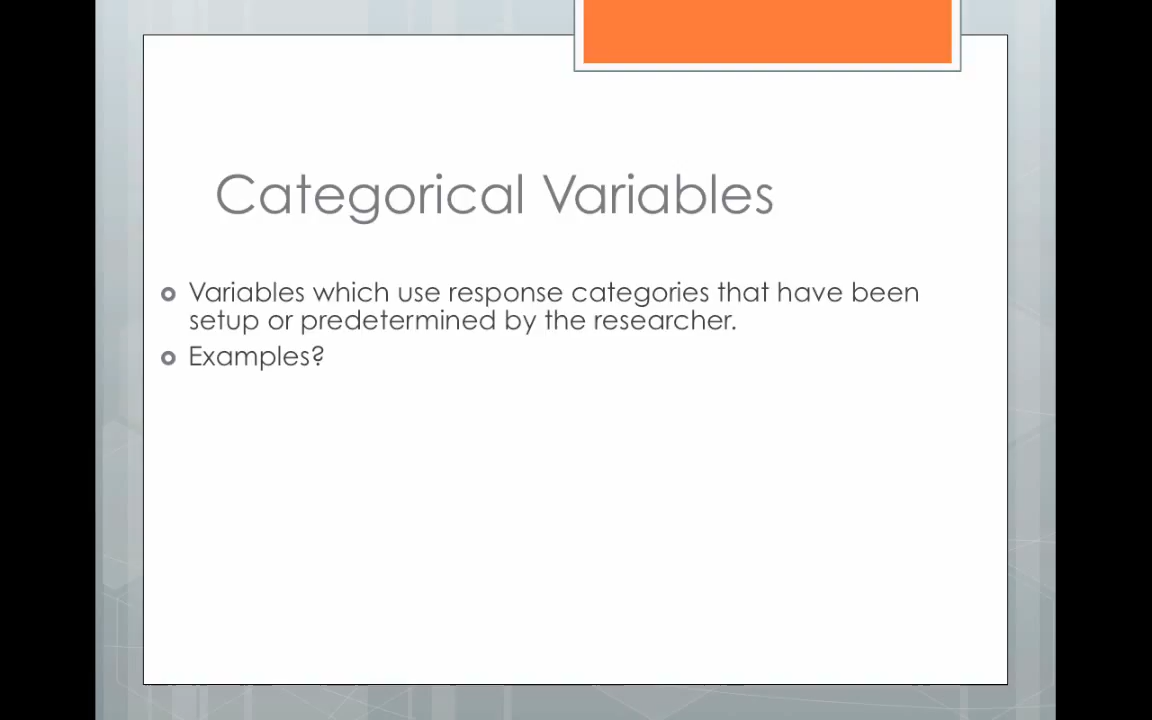 Categorical Variables
Variables which use response categories that have been
setup or predetermined by the researcher.
Examples?